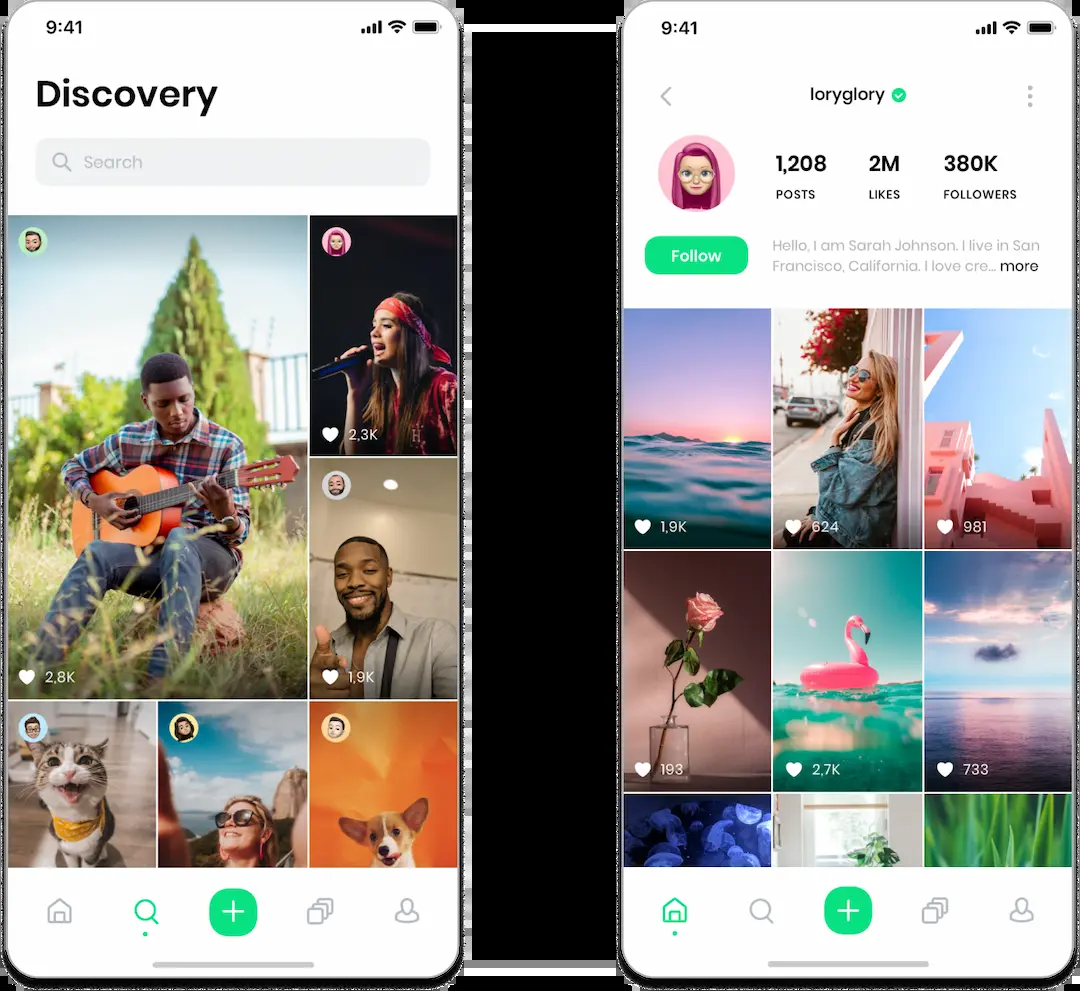 9:41
Discovery
Search
2,3K
2,8K
1,9K
9:41
loryglory
1,208 2M 380K
POSTS LIKES FOLLOWERS
Follow
Hello, I am Sarah Johnson. I live in San
Francisco, California. I love cre... more
1,9K 624 981
193 2,7K 733